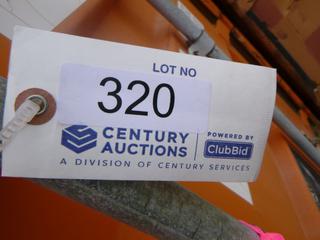 LOT NO
320
CENTURY
AUCTIONS
POWERED BY
ClubBid
A DIVISION OF CENTURY SERVICES